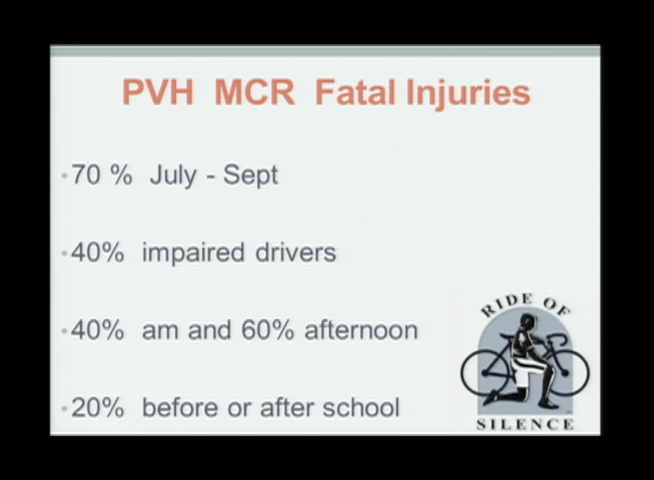 PVH MCR Fatal Injuries
•70 % July - Sept
•40% impaired drivers
•40% am and 60% afternoon
•20% before or after school
RIDE OF
SILENCE